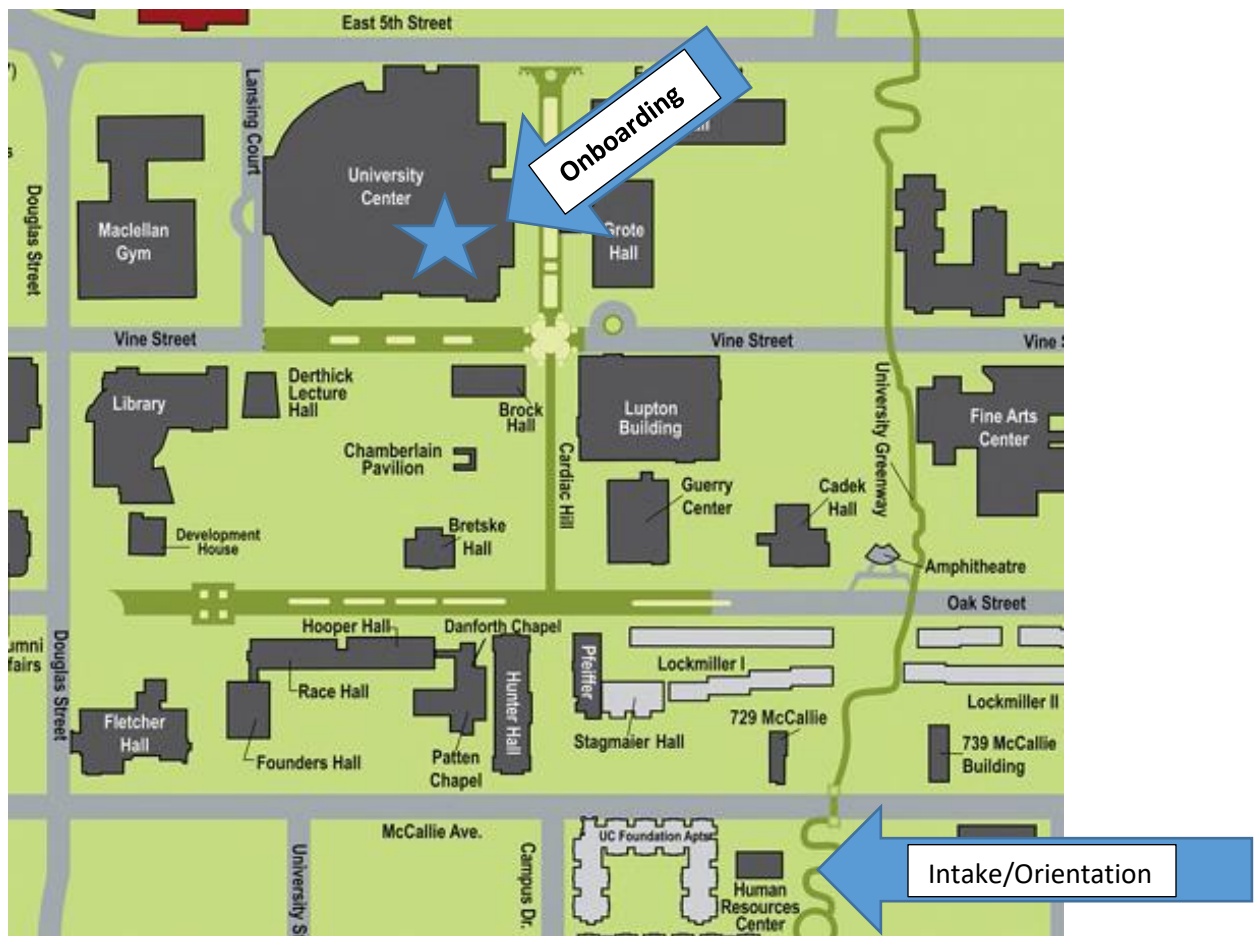 East 5th Street
Lansing Court
Onboarding
University
Center
Douglas Street
Maclellan
Gym
Grote
Hall
Vine Street
Vine Street
Vine
Derthick
Lecture
Hall
Library
Brock
Hall
Lupton
Building
University Greenway
Fine Arts
Center
Chamberlain
Pavilion
Cardiac Hill
Guerry
Center
Cadek
Hall
Development
House
Bretske
Hall
Amphitheatre
Oak Street
Hooper Hall
Danforth Chapel
umni
fairs
Douglas Street
Race Hall
Hunter Hall
Pfeiffer
Lockmiller I
Lockmiller II
Fletcher
Hall
Founders Hall
Patten
Chapel
Stagmaier Hall
729 McCallie
739 McCallie
Building
McCallie Ave.
University S
Campus Dr.
UC Foundation Apts.
Human
Resources
Center
Intake/Orientation